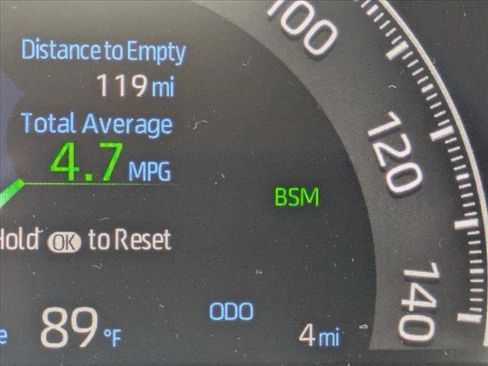 Distance to Empty
119 mi
Total Average
4.7 MPG
BSM
Hold OK to Reset
89 °F
ODO
4 mi
100
120
140